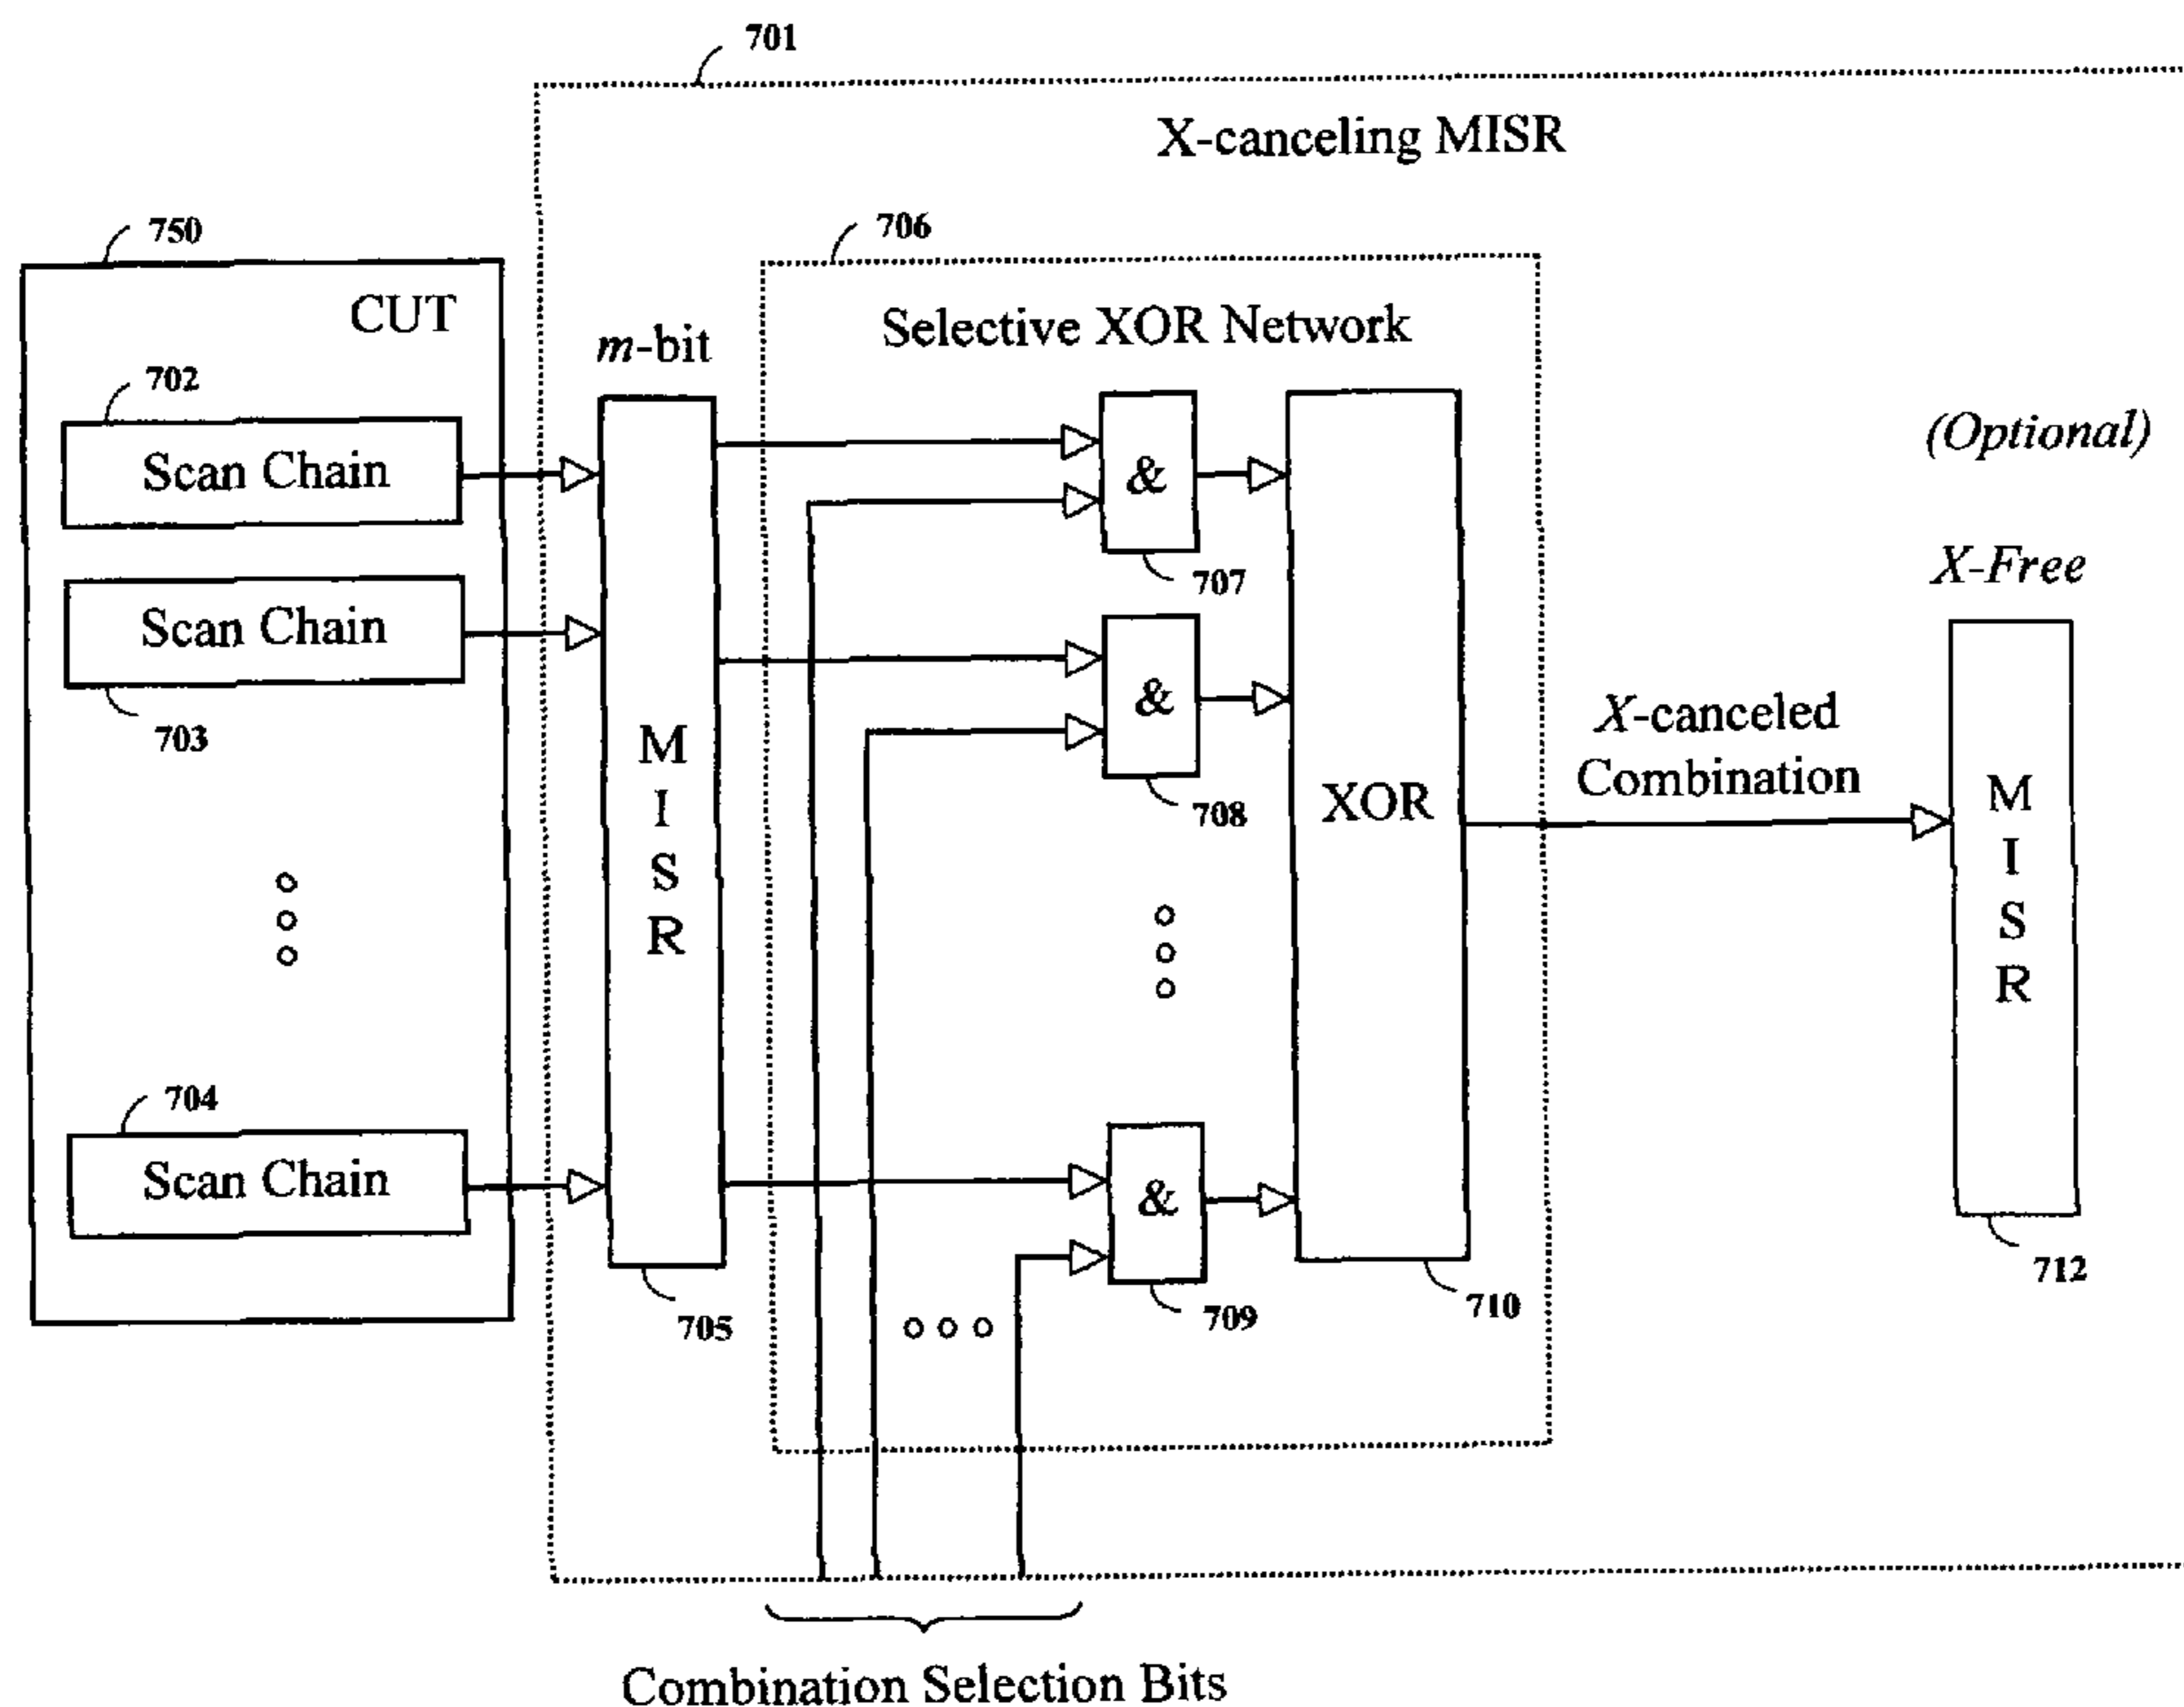 701
X-canceling MISR
750
706
CUT
Selective XOR Network
m-bit
702
Scan Chain
&
(Optional)
707
X-Free
Scan Chain
703
&
708
X-canceled
Combination
M
I
S
R
XOR
M
I
S
R
704
Scan Chain
&
705
709
710
712
Combination Selection Bits